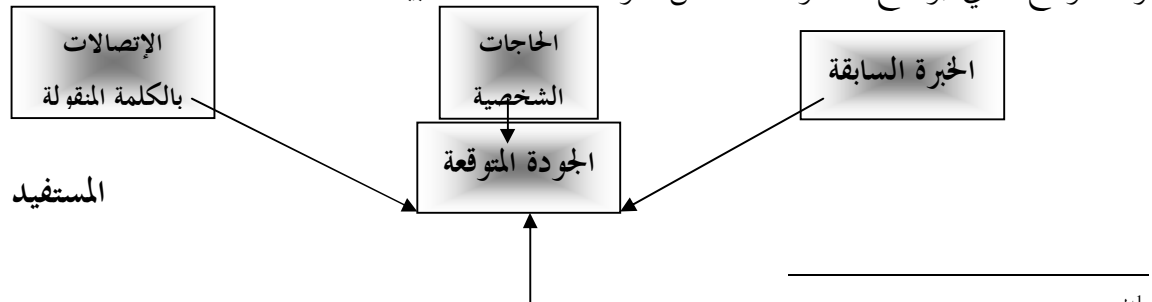 الخبرة السابقة
الحاجات
الشخصية
الإتصالات
بالكلمة المنقولة
الجودة المتوقعة
المستفيد